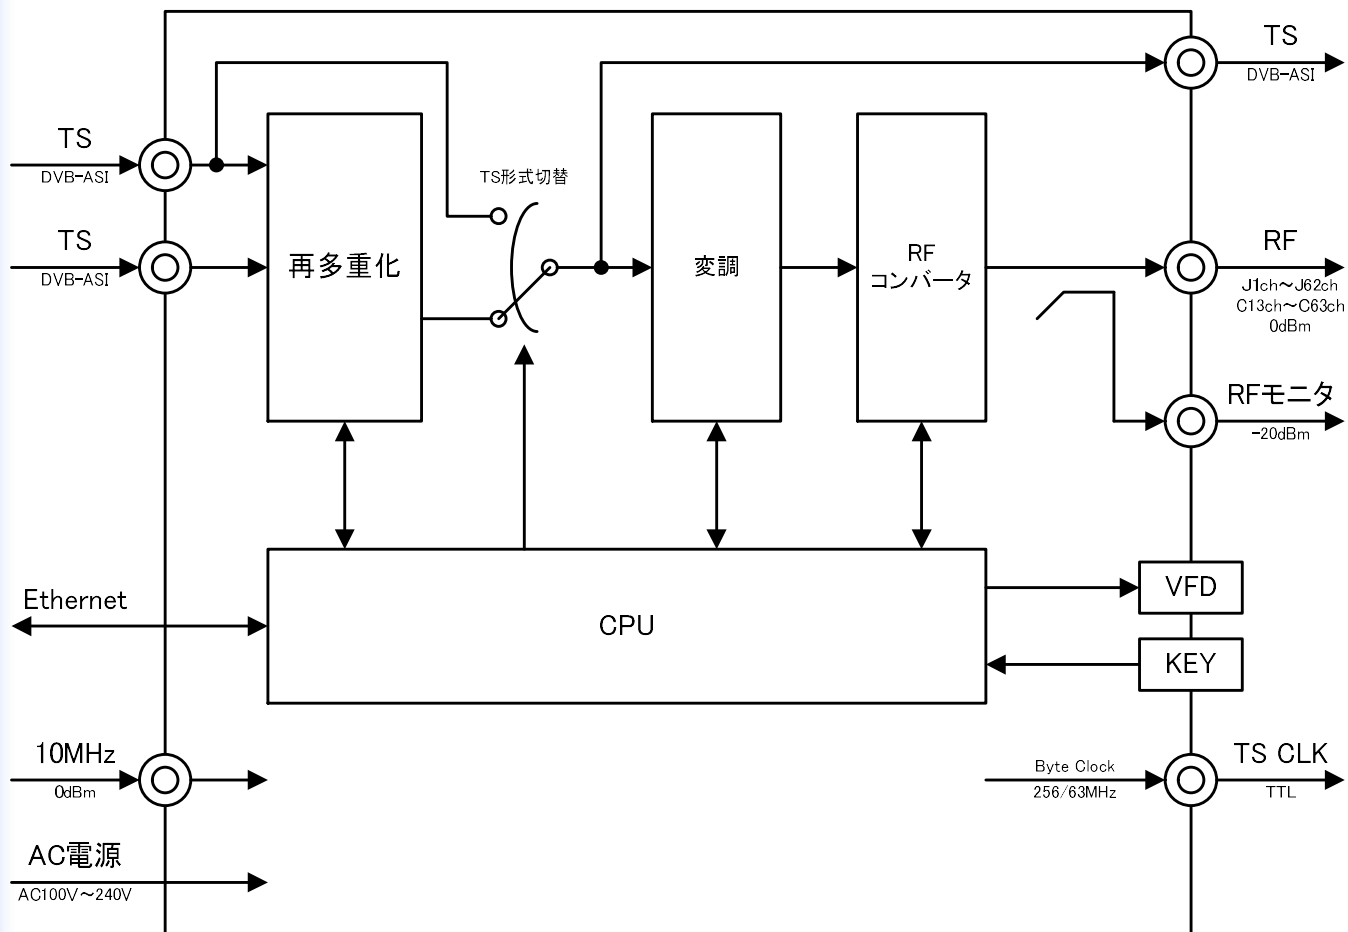 TS
DVB-ASI
TS
DVB-ASI
TS
DVB-ASI
TS形式切替
再多重化
変調
RF
コンバータ
RF
J1ch～J62ch
C13ch～C63ch
0dBm
RFモニタ
-20dBm
Ethernet
CPU
VFD
KEY
10MHz
0dBm
Byte Clock
256/63MHz
TS CLK
TTL
AC電源
AC100V～240V